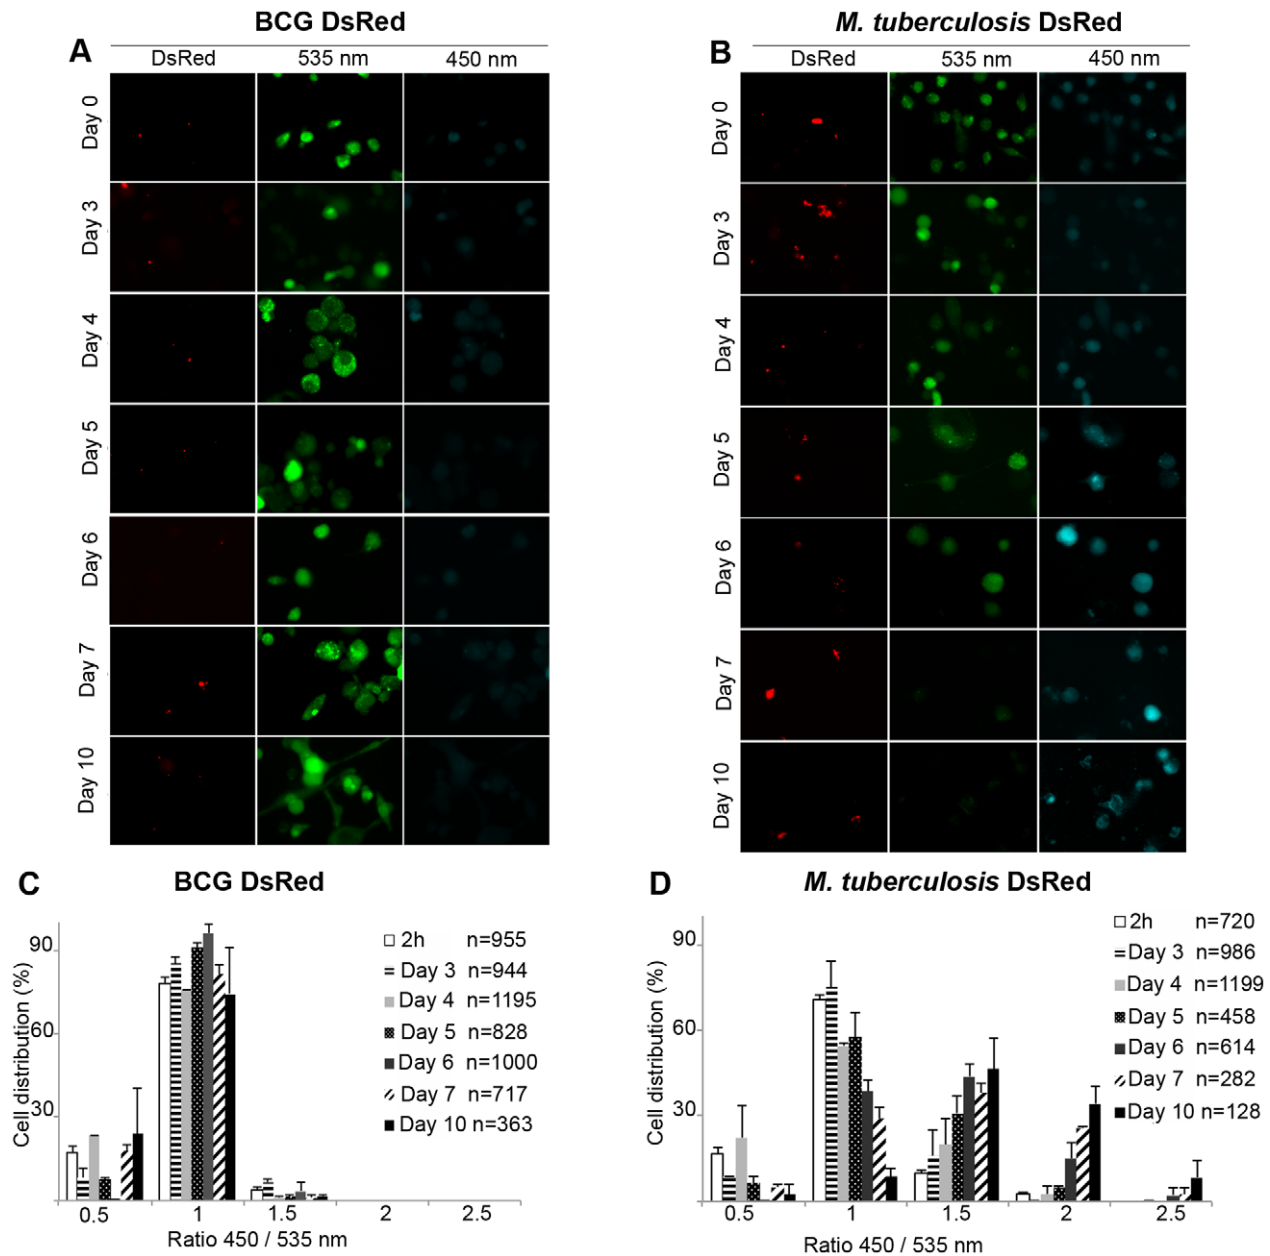 BCG DsRed
A
DsRed 535 nm 450 nm
Day 0
Day 3
Day 4
Day 5
Day 6
Day 7
Day 10
M. tuberculosis DsRed
B
DsRed 535 nm 450 nm
Day 0
Day 3
Day 4
Day 5
Day 6
Day 7
Day 10
C
BCG DsRed
Cell distribution (%)
90
60
30
2h n=955
Day 3 n=944
Day 4 n=1195
Day 5 n=828
Day 6 n=1000
Day 7 n=717
Day 10 n=363
0.5 1 1.5 2 2.5
Ratio 450 / 535 nm
D
M. tuberculosis DsRed
Cell distribution (%)
90
60
30
2h n=720
Day 3 n=986
Day 4 n=1199
Day 5 n=458
Day 6 n=614
Day 7 n=282
Day 10 n=128
0.5 1 1.5 2 2.5
Ratio 450 / 535 nm